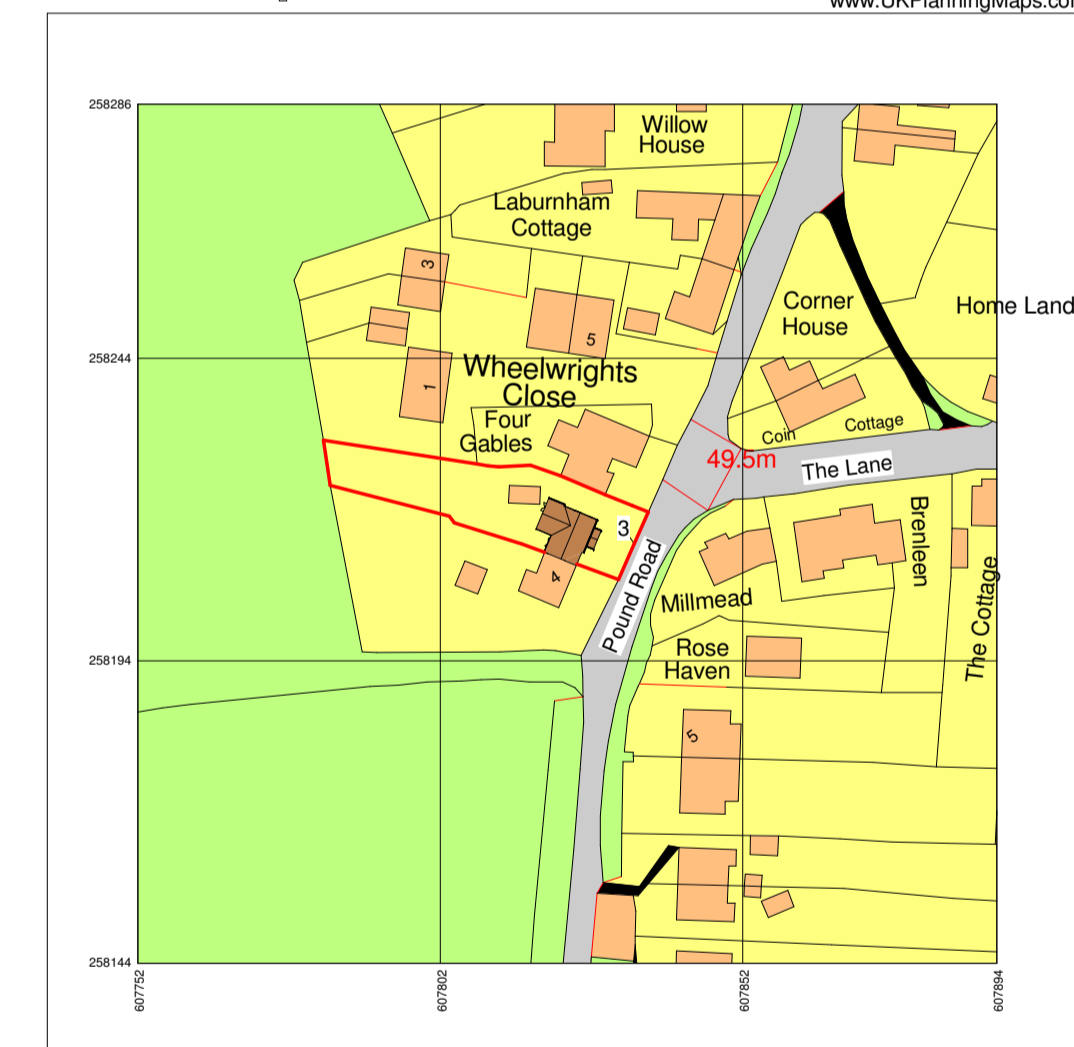 www.UKPlanningMaps.co
258286
Willow
House
Laburnham
Cottage
3
Corner
House
Home Land
5
258244
Wheelwrights
Close
1
Four
Gables
Coin
Cottage
49.5m
The Lane
3
Brenleen
4
Pound Road
Millmead
The Cottage
Rose
Haven
258194
5
258144
607752
607802
607852
607894